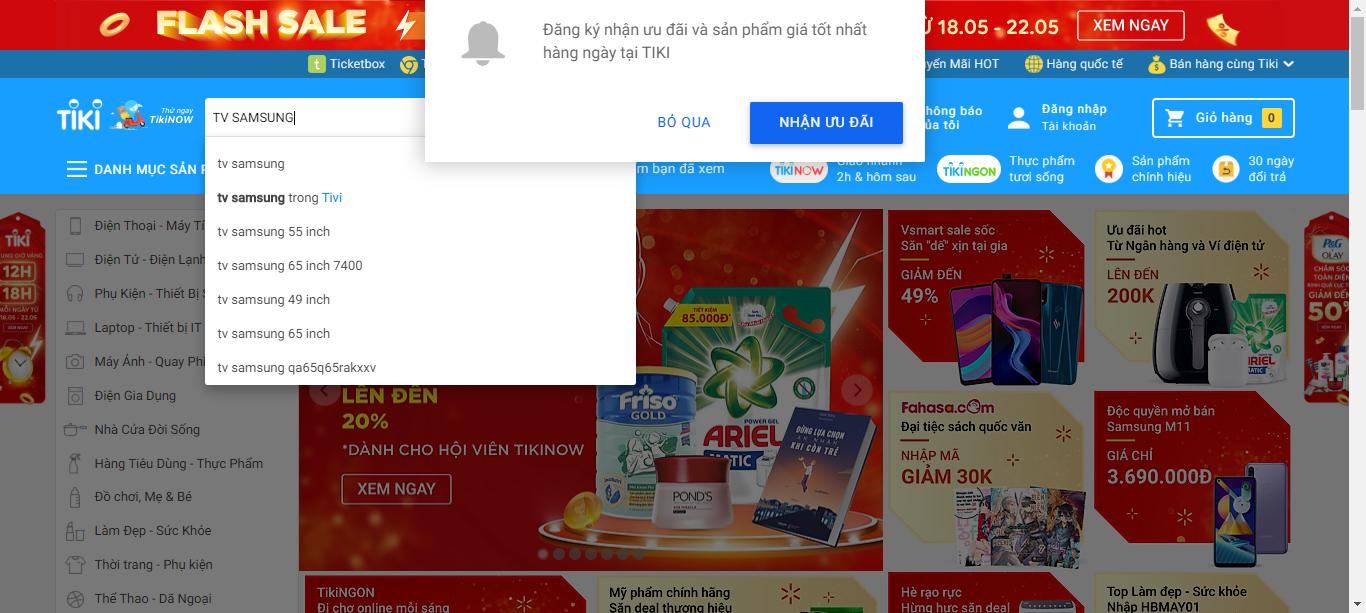 FLASH SALE
18.05 - 22.05
XEM NGAY
Đăng ký nhận ưu đãi và sản phẩm giá tốt nhất
hàng ngày tại TIKI
BỎ QUA
NHẬN ƯU ĐÃI
Ticketbox
Mãi HOT
Hàng quốc tế
Bán hàng cùng Tiki
TIKI
Thử ngay
TikiNOW
TV SAMSUNG
của tôi
Đăng nhập
Tài khoản
Giỏ hàng
0
DANH MỤC SẢN
bạn đã xem
TIKINOW
Giao nhanh
2h & hôm sau
TIKINGON
Thực phẩm
tươi sống
Sản phẩm
chính hiệu
30 ngày
đổi trả
tv samsung
tv samsung trong Tivi
tv samsung 55 inch
tv samsung 65 inch 7400
tv samsung 49 inch
tv samsung 65 inch
tv samsung qa65q65rakxxv
Điện Thoại - Máy
Điện Tử - Điện Lạnh
Phụ Kiện - Thiết Bị
Laptop - Thiết bị IT
Máy Ảnh - Quay
Điện Gia Dụng
Nhà Cửa Đời Sống
Hàng Tiêu Dùng - Thực Phẩm
Đồ chơi, Mẹ & Bé
Làm Đẹp - Sức Khỏe
Thời trang - Phụ kiện
Thể Thao - Dã Ngoại
TIKI
12H
18H
18.05 - 22.05
LÊN ĐẾN
20%
*DÀNH CHO HỘI VIÊN TIKINOW
XEM NGAY
TIẾT KIỆM
85.000Đ
Friso
GOLD
POWER GEL
ARIEL
MATIC
POND'S
ĐỪNG LỰA CHỌN
AN NHÀN
KHI CÒN TRẺ
Vsmart sale sốc
Săn "dế" xịn tại gia
GIẢM ĐẾN
49%
Ưu đãi hot
Từ Ngân hàng và Ví điện tử
LÊN ĐẾN
200K
P&G
OLAY
GIẢM ĐẾN
50%
Fahasa.com
Đại tiệc sách quốc văn
NHẬP MÃ
GIẢM 30K
Độc quyền mở bán
Samsung M11
GIÁ CHỈ
3.690.000Đ
TikiNGON
Đi chợ online mỗi sáng
Mỹ phẩm chính hãng
Săn deal thương hiệu
Hè rạo rực
Hừng hực săn deal
Top Làm đẹp - Sức khỏe
Nhập HBMAY01